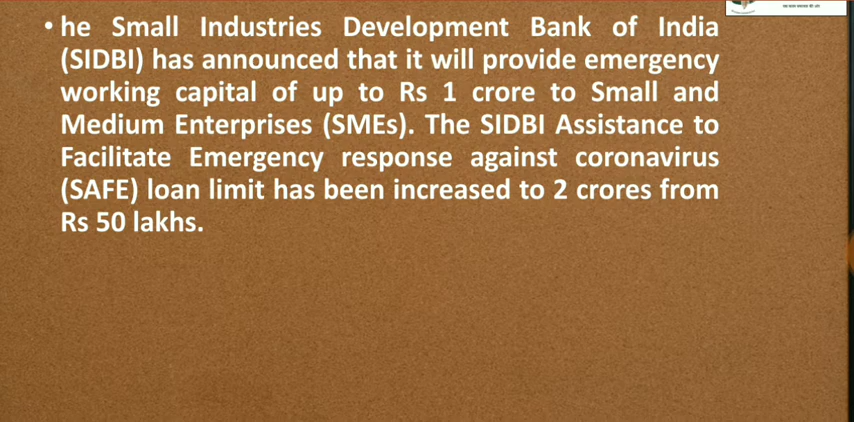 • he Small Industries Development Bank of India
(SIDBI) has announced that it will provide emergency
working capital of up to Rs 1 crore to Small and
Medium Enterprises (SMEs). The SIDBI Assistance to
Facilitate Emergency response against coronavirus
(SAFE) loan limit has been increased to 2 crores from
Rs 50 lakhs.